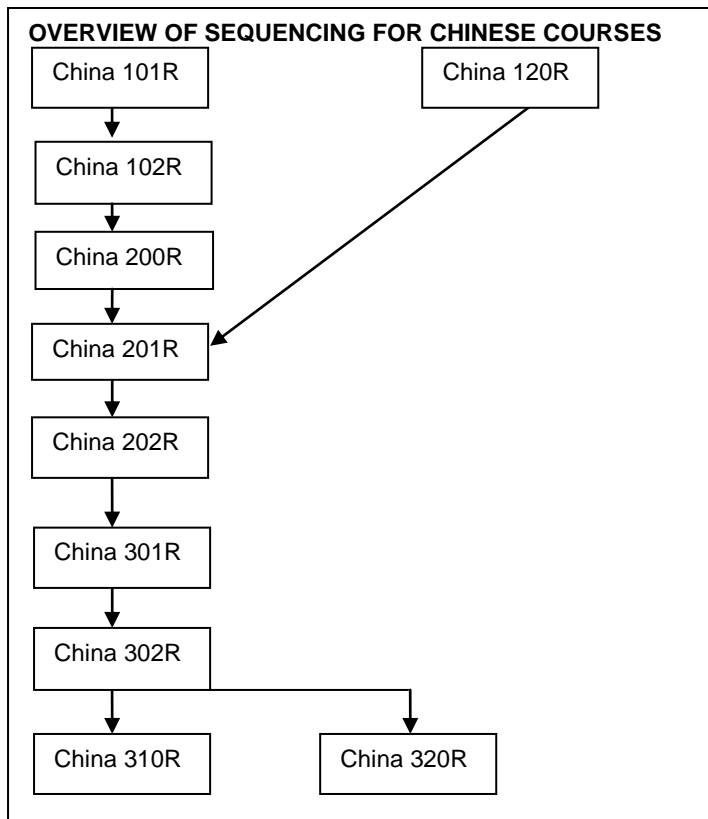 OVERVIEW OF SEQUENCING FOR CHINESE COURSES
China 101R
China 120R
China 102R
China 200R
China 201R
China 202R
China 301R
China 302R
China 310R
China 320R